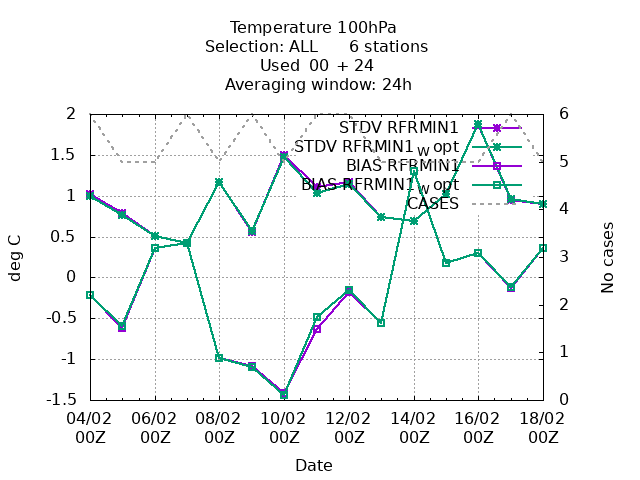 Temperature 100hPa
Selection: ALL 6 stations
Used 00 + 24
Averaging window: 24h
STDV RFRMIN1
STDV RFRMIN1_w opt
BIAS RFRMIN1
BIAS RFRMIN1_w opt
CASES
2
1.5
1
0.5
0
-0.5
-1
-1.5
deg C
6
5
4
3
2
1
0
No cases
04/02 06/02 08/02 10/02 12/02 14/02 16/02 18/02
00Z 00Z 00Z 00Z 00Z 00Z 00Z 00Z
Date